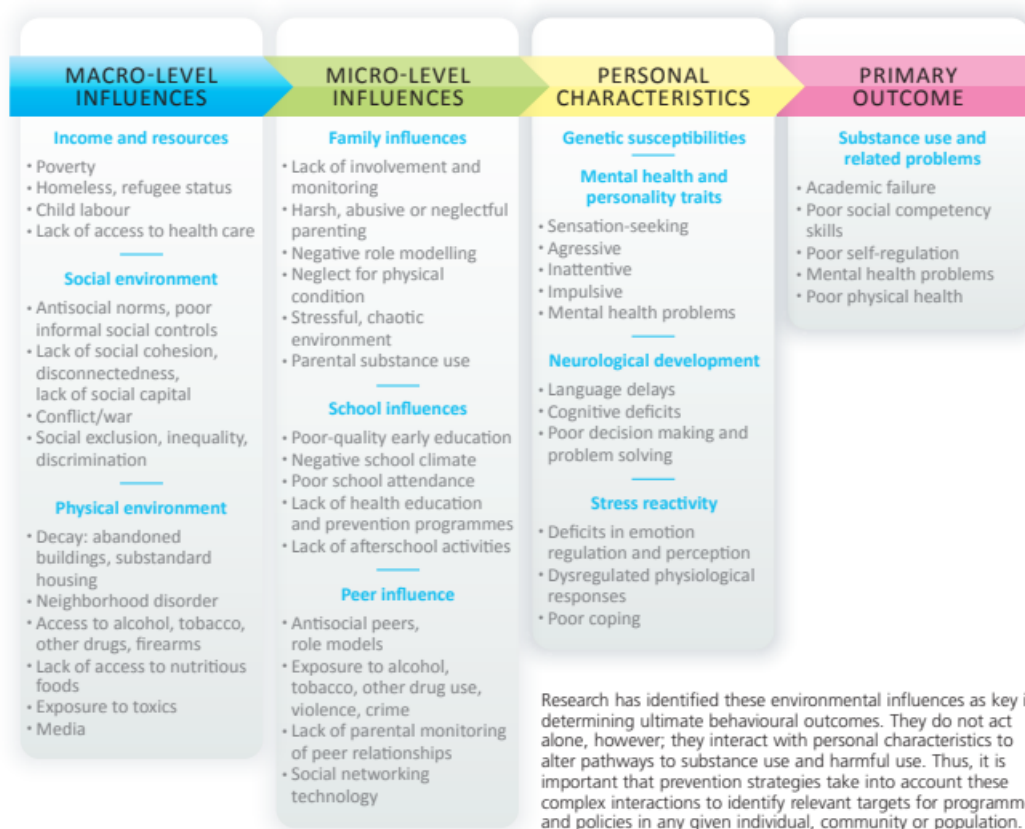 MACRO-LEVEL
INFLUENCES
Income and resources
• Poverty
• Homeless, refugee status
• Child labour
• Lack of access to health care
Social environment
• Antisocial norms, poor
informal social controls
• Lack of social cohesion,
disconnectedness,
lack of social capital
• Conflict/war
• Social exclusion, inequality,
discrimination
Physical environment
• Decay: abandoned
buildings, substandard
housing
• Neighborhood disorder
• Access to alcohol, tobacco,
other drugs, firearms
• Lack of access to nutritious
foods
• Exposure to toxics
• Media
MICRO-LEVEL
INFLUENCES
Family influences
• Lack of involvement and
monitoring
• Harsh, abusive or neglectful
parenting
• Negative role modelling
• Neglect for physical
condition
• Stressful, chaotic
environment
• Parental substance use
School influences
• Poor-quality early education
• Negative school climate
• Poor school attendance
• Lack of health education
and prevention programmes
• Lack of afterschool activities
Peer influence
• Antisocial peers,
role models
• Exposure to alcohol,
tobacco, other drug use,
violence, crime
• Lack of parental monitoring
of peer relationships
• Social networking
technology
PERSONAL
CHARACTERISTICS
Genetic susceptibilities
Mental health and
personality traits
• Sensation-seeking
• Agressive
• Inattentive
• Impulsive
• Mental health problems
Neurological development
• Language delays
• Cognitive deficits
• Poor decision making and
problem solving
Stress reactivity
• Deficits in emotion
regulation and perception
• Dysregulated physiological
responses
• Poor coping
PRIMARY
OUTCOME
Substance use and
related problems
• Academic failure
• Poor social competency
skills
• Poor self-regulation
• Mental health problems
• Poor physical health
Research has identified these environmental influences as key
determining ultimate behavioural outcomes. They do not act
alone, however; they interact with personal characteristics to
alter pathways to substance use and harmful use. Thus, it is
important that prevention strategies take into account these
complex interactions to identify relevant targets for programm
and policies in any given individual, community or population.